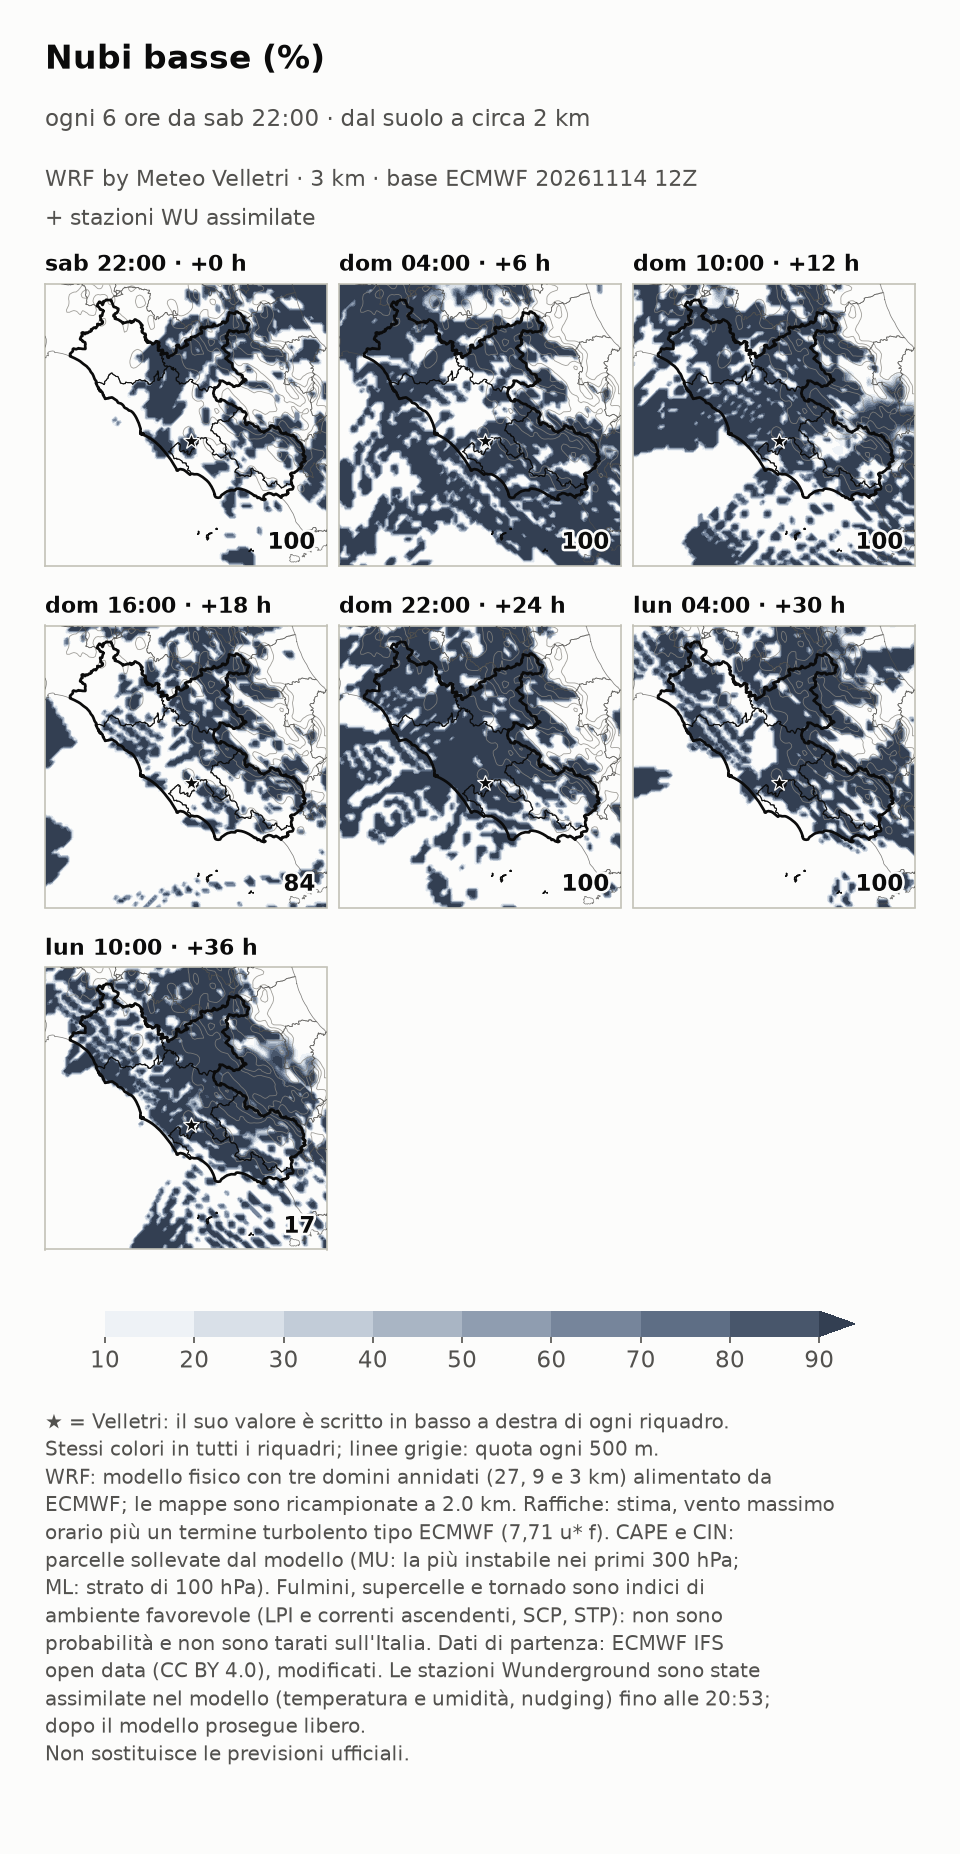 Nubi basse (%)
ogni 6 ore da sab 22:00 · dal suolo a circa 2 km
WRF by Meteo Velletri · 3 km · base ECMWF 20261114 12Z
+ stazioni WU assimilate
sab 22:00 · +0 h
dom 04:00 · +6 h
dom 10:00 · +12 h
100
100
100
dom 16:00 · +18 h
dom 22:00 · +24 h
lun 04:00 · +30 h
84
100
100
lun 10:00 · +36 h
17
10 20 30 40 50 60 70 80 90
★ = Velletri: il suo valore è scritto in basso a destra di ogni riquadro.
Stessi colori in tutti i riquadri; linee grigie: quota ogni 500 m.
WRF: modello fisico con tre domini annidati (27, 9 e 3 km) alimentato da
ECMWF; le mappe sono ricampionate a 2.0 km. Raffiche: stima, vento massimo
orario più un termine turbolento tipo ECMWF (7,71 u* f). CAPE e CIN:
parcelle sollevate dal modello (MU: la più instabile nei primi 300 hPa;
ML: strato di 100 hPa). Fulmini, supercelle e tornado sono indici di
ambiente favorevole (LPI e correnti ascendenti, SCP, STP): non sono
probabilità e non sono tarati sull'Italia. Dati di partenza: ECMWF IFS
open data (CC BY 4.0), modificati. Le stazioni Wunderground sono state
assimilate nel modello (temperatura e umidità, nudging) fino alle 20:53;
dopo il modello prosegue libero.
Non sostituisce le previsioni ufficiali.